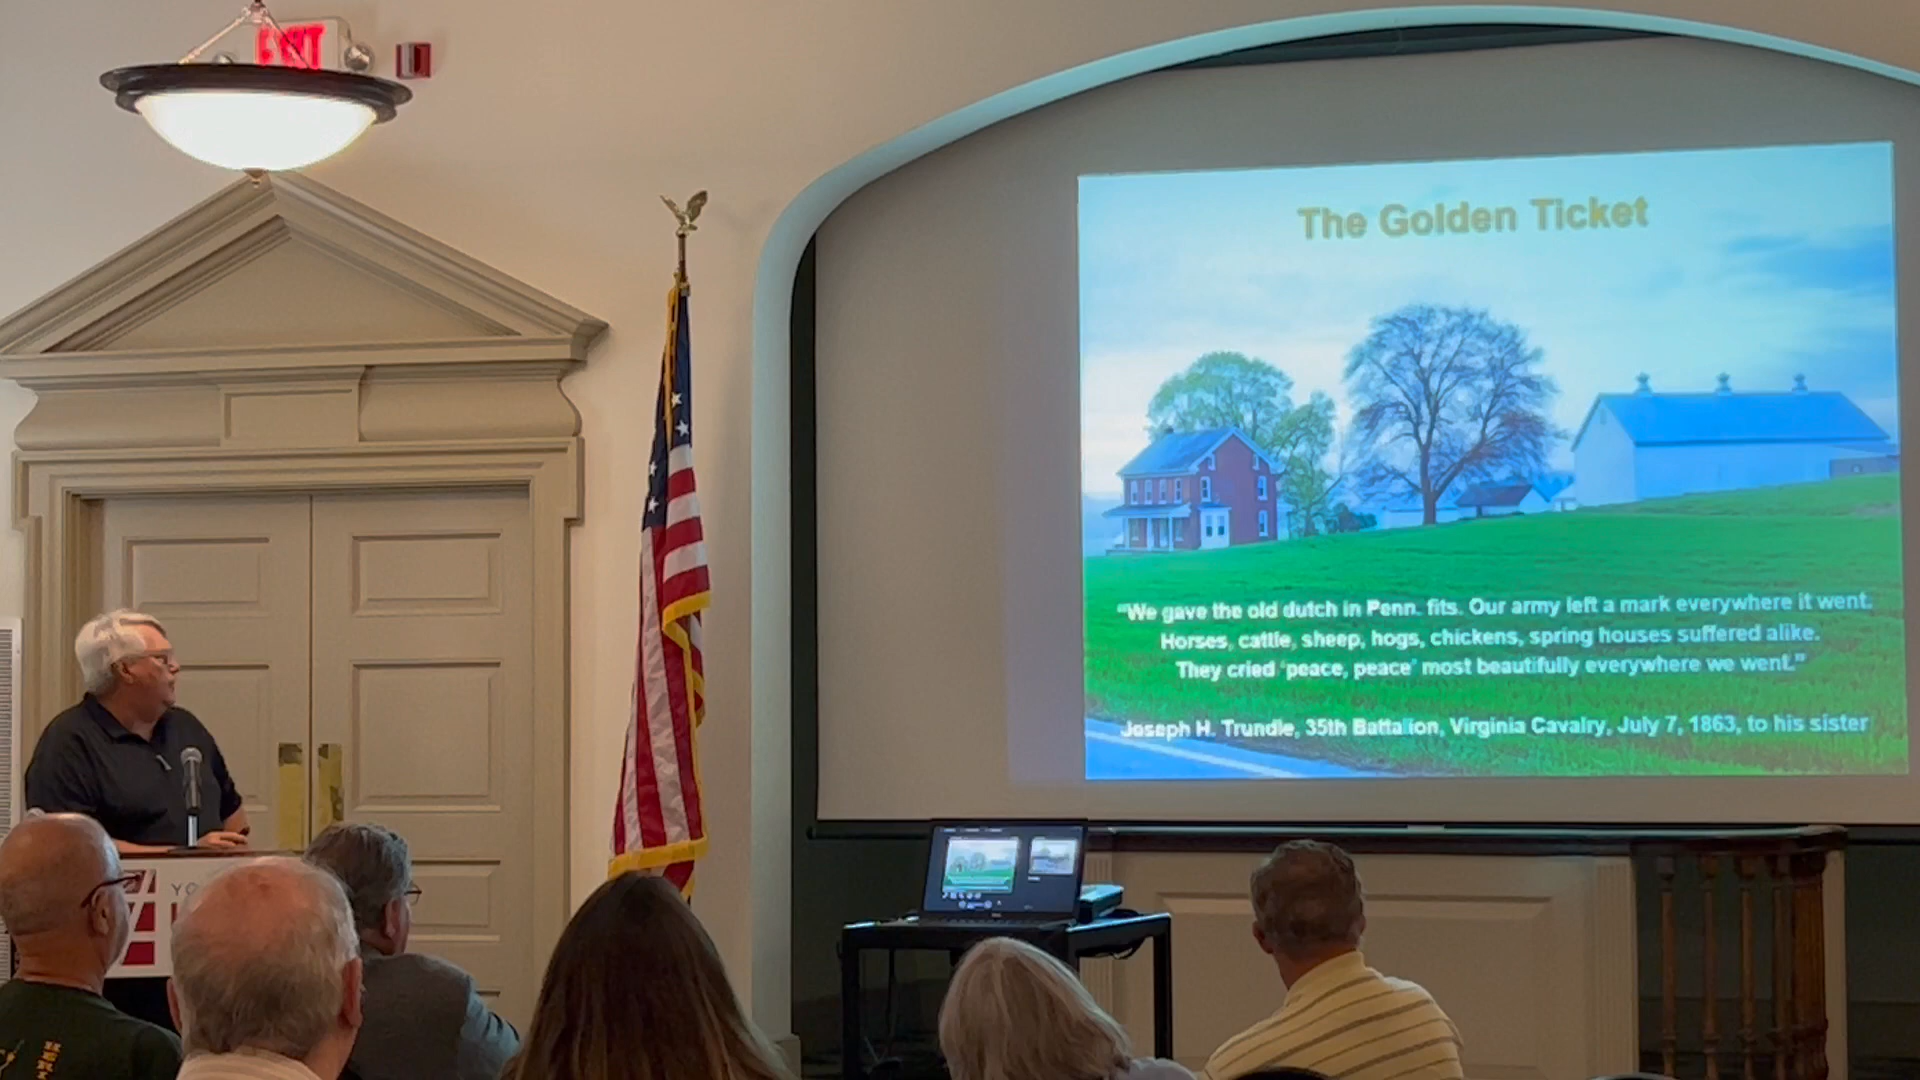 EXIT
The Golden Ticket
"We gave the old dutch in Penn. fits. Our army left a mark everywhere it went.
Horses, cattle, sheep, hogs, chickens, spring houses suffered alike.
They cried 'peace, peace' most beautifully everywhere we went."
Joseph H. Trundle, 35th Battalion, Virginia Cavalry, July 7, 1863, to his sister
YO